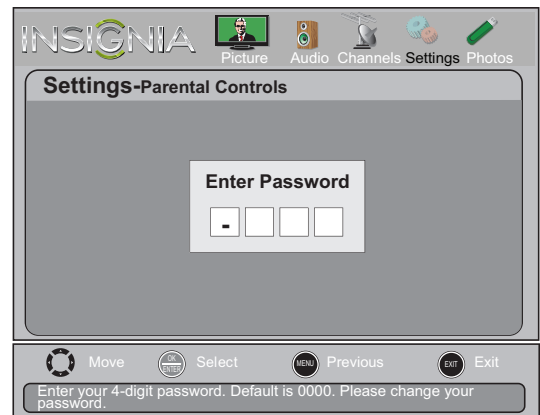 INSIGNIA
Picture Audio Channels Settings Photos
Settings-Parental Controls
Enter Password
-
Move OK ENTER Select MENU Previous EXIT Exit
Enter your 4-digit password. Default is 0000. Please change your
password.